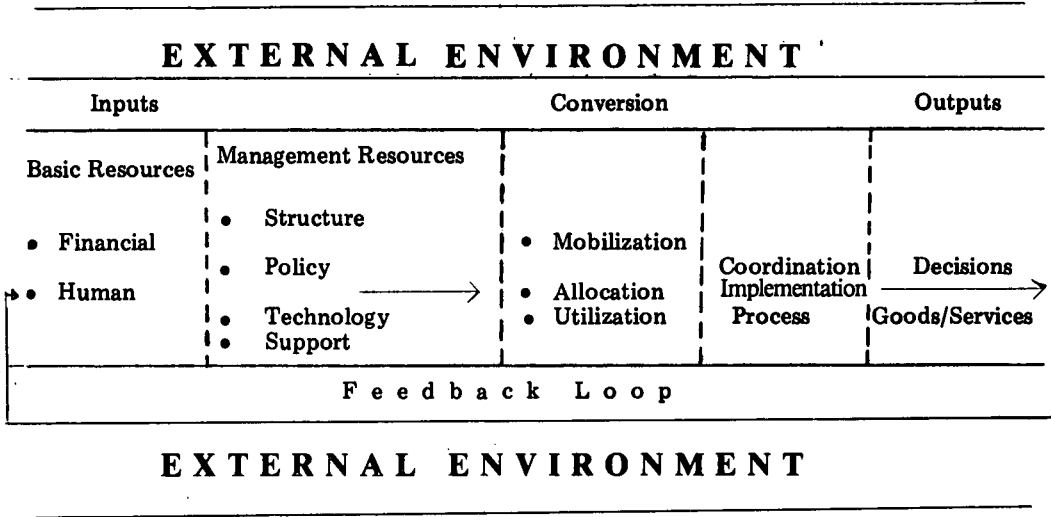 EXTERNAL ENVIRONMENT
Inputs Conversion Outputs
Basic Resources
• Financial
• Human
Management Resources
• Structure
• Policy
• Technology
• Support
• Mobilization
• Allocation
• Utilization
Coordination
Implementation
Process
Decisions
Goods/Services
Feedback Loop
EXTERNAL ENVIRONMENT